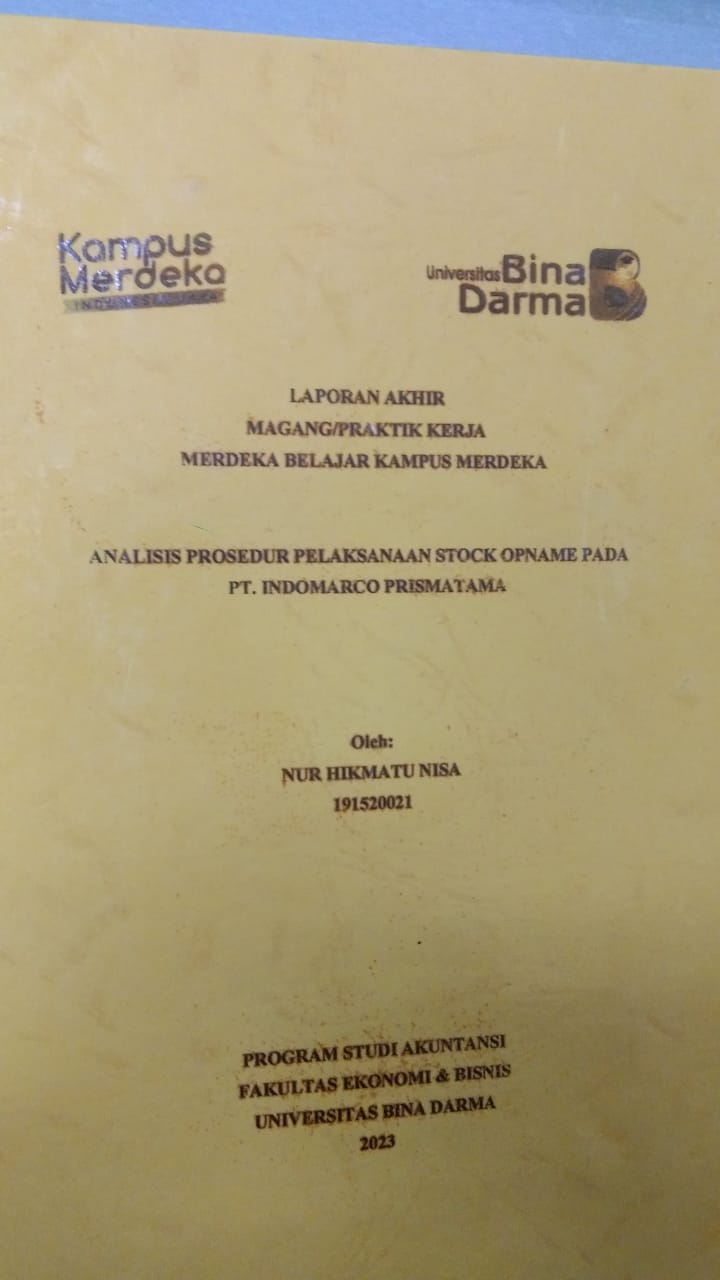 Kampus
Merdeka
INDONESIA JAYA
Universitas Bina
Darma
LAPORAN AKHIR
MAGANG/PRAKTIK KERJA
MERDEKA BELAJAR KAMPUS MERDEKA
ANALISIS PROSEDUR PELAKSANAAN STOCK OPNAME PADA
PT. INDOMARCO PRISMATAMA
Oleh:
NUR HIKMATU NISA
191520021
PROGRAM STUDI AKUNTANSI
FAKULTAS EKONOMI & BISNIS
UNIVERSITAS BINA DARMA
2023